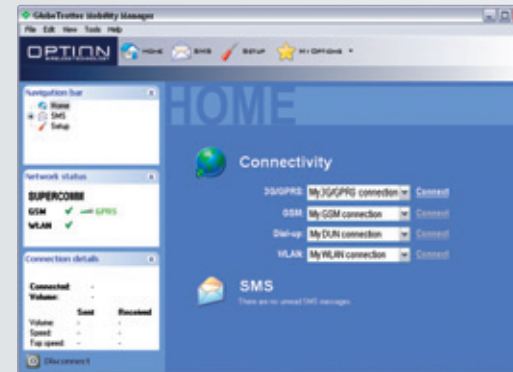 GlobeTrotter Mobility Manager
File Edit View Tools Help
OPTION
WIRELESS TECHNOLOGY
HOME
SMS
SETUP
MY OPTIONS
Navigation bar
Home
SMS
Setup
HOME
Network status
SUPERCOMM
GSM GPRS
WLAN
Connectivity
3G/GPRS: My 3G/GPRS connection Connect
GSM: My GSM connection Connect
Dial-up: My DUN connection Connect
WLAN: My WLAN connection Connect
SMS
There are no unread SMS messages.
Connection details
Connected: -
Volume: -
Sent Received
Volume: - -
Speed: - -
Top speed: - -
Disconnect